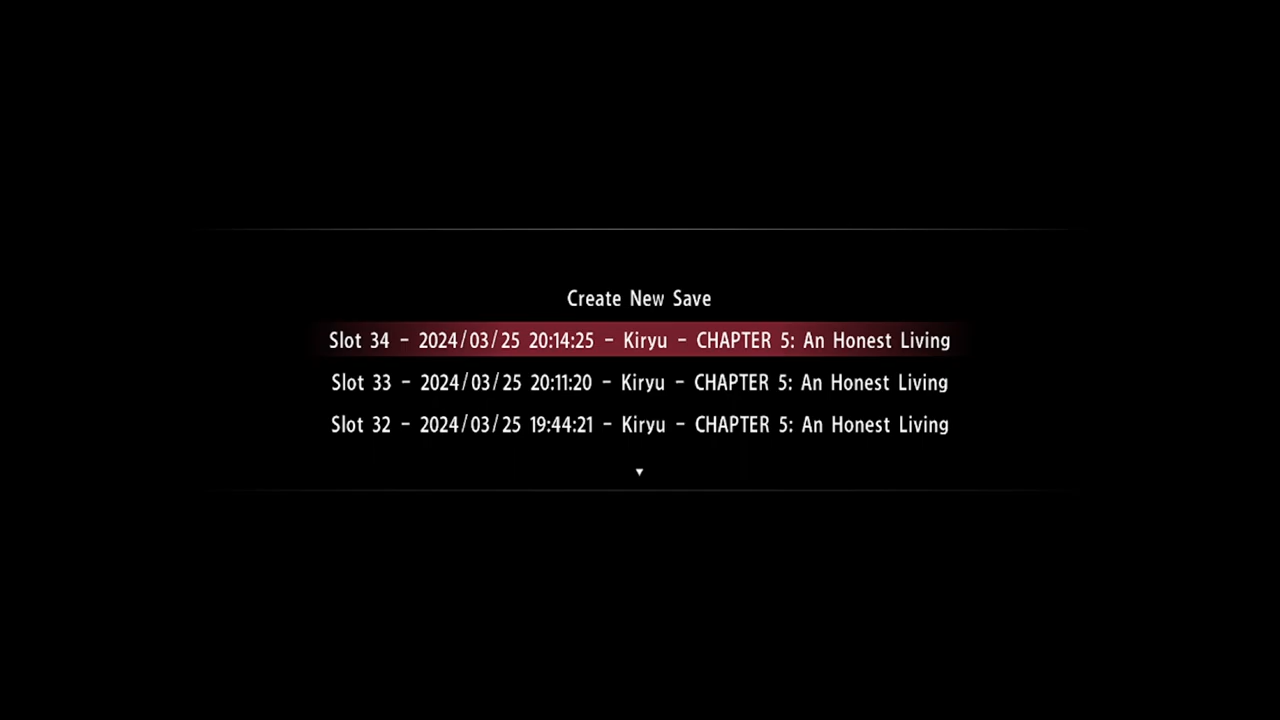 Create New Save
Slot 34 - 2024/03/25 20:14:25 - Kiryu - CHAPTER 5: An Honest Living
Slot 33 - 2024/03/25 20:11:20 - Kiryu - CHAPTER 5: An Honest Living
Slot 32 - 2024/03/25 19:44:21 - Kiryu - CHAPTER 5: An Honest Living